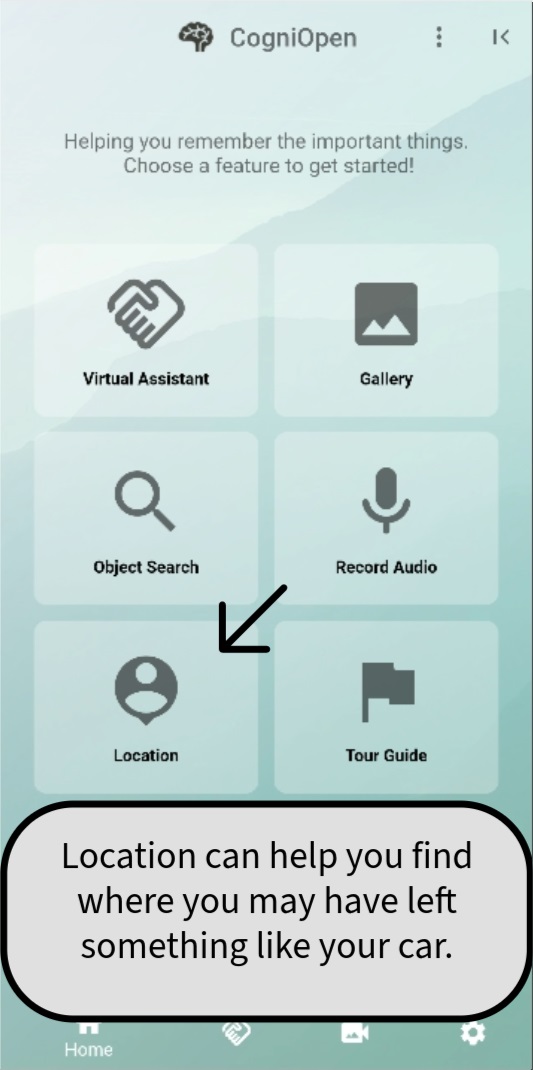 CogniOpen
Helping you remember the important things.
Choose a feature to get started!
Virtual Assistant
Gallery
Object Search
Record Audio
Location
Tour Guide
Location can help you find
where you may have left
something like your car.
Home